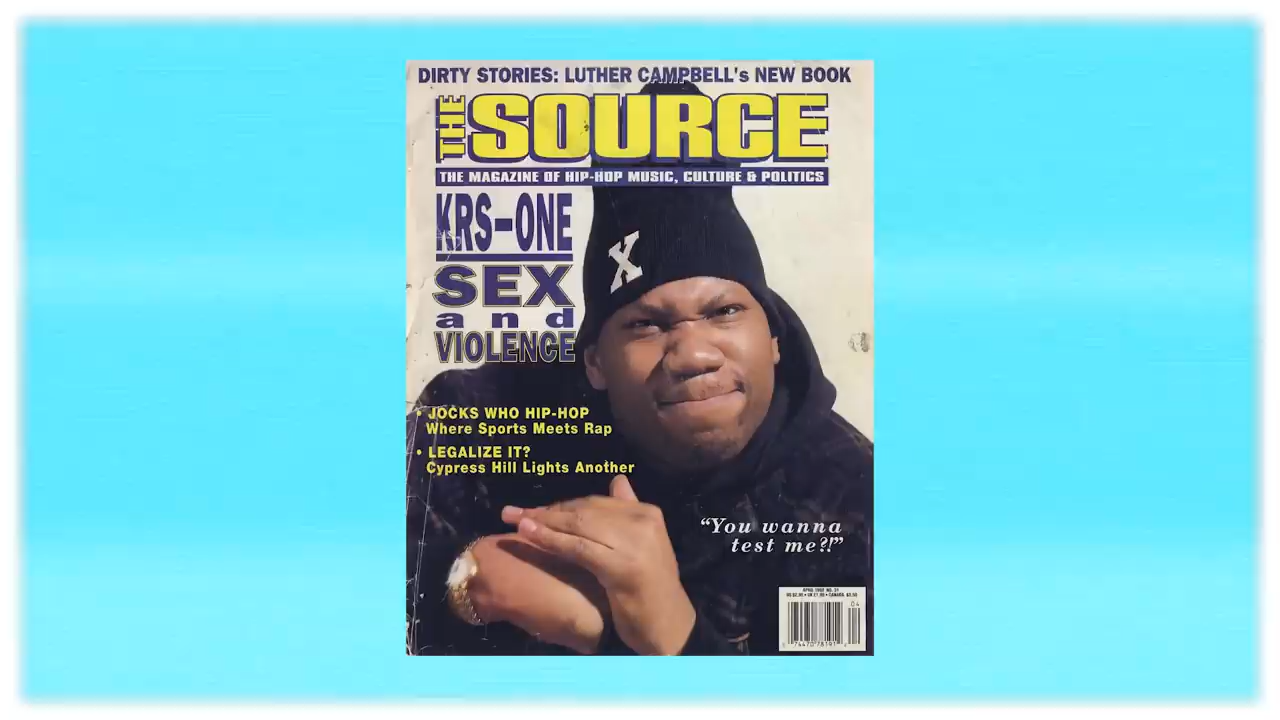 DIRTY STORIES: LUTHER CAMPBELL's NEW BOOK
THE SOURCE
THE MAGAZINE OF HIP-HOP MUSIC, CULTURE & POLITICS
KRS-ONE
SEX
and
VIOLENCE
• JOCKS WHO HIP-HOP
Where Sports Meets Rap
• LEGALIZE IT?
Cypress Hill Lights Another
X
"You wanna
test me?!"
04